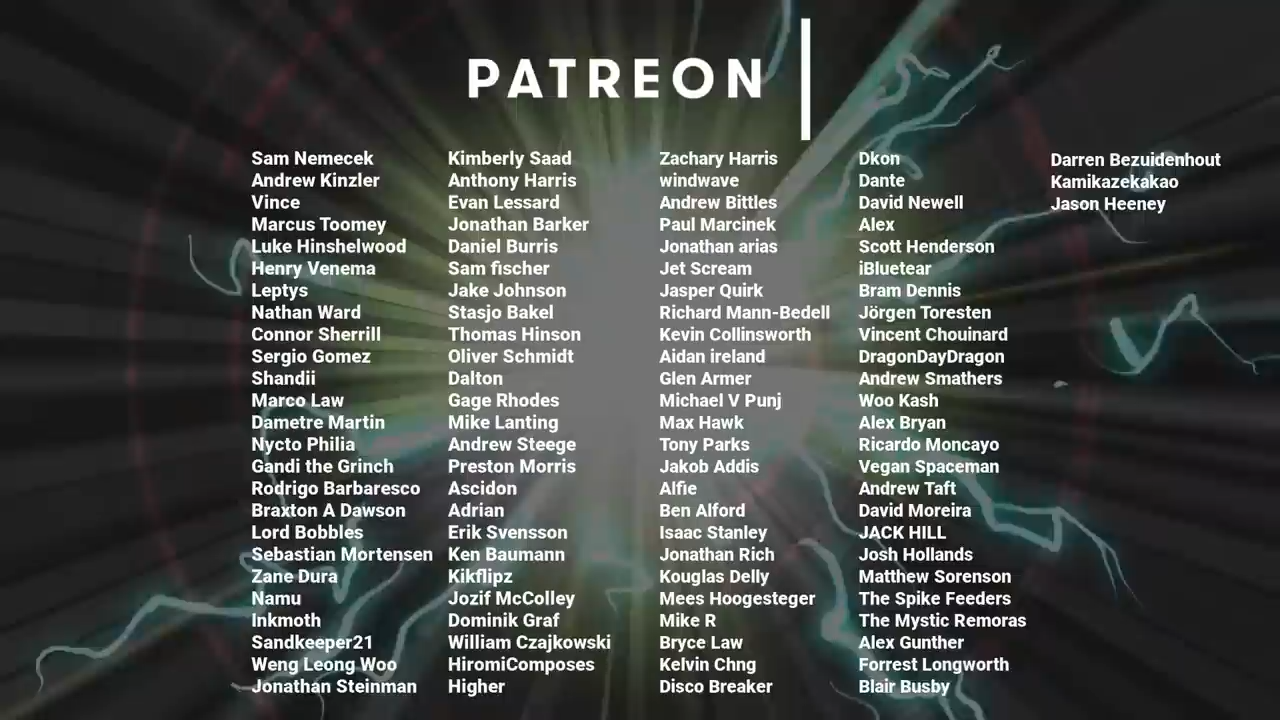 PATREON
Sam Nemecek
Andrew Kinzler
Vince
Marcus Toomey
Luke Hinshelwood
Henry Venema
Leptys
Nathan Ward
Connor Sherrill
Sergio Gomez
Shandii
Marco Law
Dametre Martin
Nycto Philia
Gandi the Grinch
Rodrigo Barbaresco
Braxton A Dawson
Lord Bobbles
Sebastian Mortensen
Zane Dura
Namu
Inkmoth
Sandkeeper21
Weng Leong Woo
Jonathan Steinman
Kimberly Saad
Anthony Harris
Evan Lessard
Jonathan Barker
Daniel Burris
Sam fischer
Jake Johnson
Stasjo Bakel
Thomas Hinson
Oliver Schmidt
Dalton
Gage Rhodes
Mike Lanting
Andrew Steege
Preston Morris
Ascidon
Adrian
Erik Svensson
Ken Baumann
Kikflipz
Jozif McColley
Dominik Graf
William Czajkowski
HiromiComposes
Higher
Zachary Harris
windwave
Andrew Bittles
Paul Marcinek
Jonathan arias
Jet Scream
Jasper Quirk
Richard Mann-Bedell
Kevin Collinsworth
Aidan ireland
Glen Armer
Michael V Punj
Max Hawk
Tony Parks
Jakob Addis
Alfie
Ben Alford
Isaac Stanley
Jonathan Rich
Kouglas Delly
Mees Hoogesteger
Mike R
Bryce Law
Kelvin Chng
Disco Breaker
Dkon
Dante
David Newell
Alex
Scott Henderson
iBluetear
Bram Dennis
Jörgen Toresten
Vincent Chouinard
DragonDayDragon
Andrew Smathers
Woo Kash
Alex Bryan
Ricardo Moncayo
Vegan Spaceman
Andrew Taft
David Moreira
JACK HILL
Josh Hollands
Matthew Sorenson
The Spike Feeders
The Mystic Remoras
Alex Gunther
Forrest Longworth
Blair Busby
Darren Bezuidenhout
Kamikazekakao
Jason Heeney